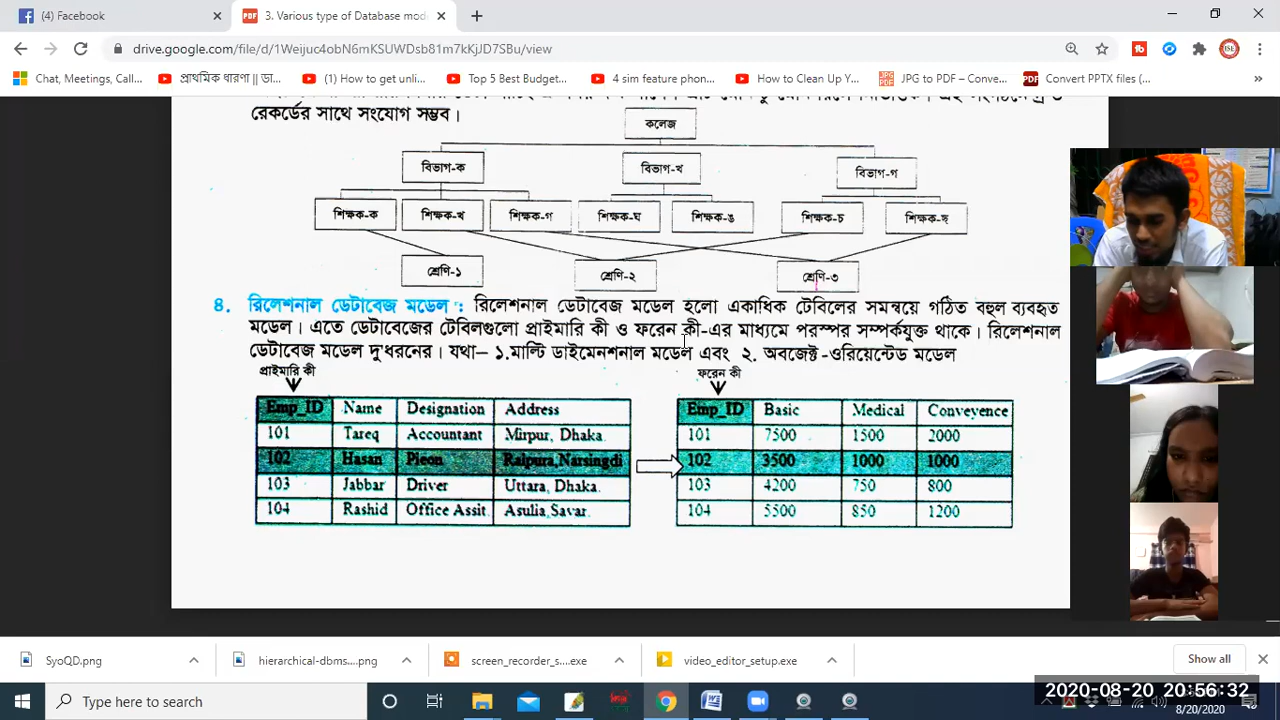 (4) Facebook
3. Various type of Database mod
drive.google.com/file/d/1Weijuc4obN6mKSUWDsb81m7kKjJD7SBu/view
Chat, Meetings, Call...
প্রাথমিক ধারণা || ডা...
(1) How to get unli...
Top 5 Best Budget...
4 sim feature phon...
How to Clean Up Y...
JPG to PDF – Conve...
Convert PPTX files (...
রেকর্ডের সাথে সংযোগ সম্ভব।
কলেজ
বিভাগ-ক
বিভাগ-খ
বিভাগ-গ
শিক্ষক-ক
শিক্ষক-খ
শিক্ষক-গ
শিক্ষক-ঘ
শিক্ষক-ঙ
শিক্ষক-চ
শ্রেণি-১
শ্রেণি-২
শ্রেণি-৩
৪. রিলেশনাল ডেটাবেজ মডেল : রিলেশনাল ডেটাবেজ মডেল হলো একাধিক টেবিলের সমন্বয়ে গঠিত বহুল ব্যবহৃত
মডেল। এতে ডেটাবেজের টেবিলগুলো প্রাইমারি কী ও ফরেন কী-এর মাধ্যমে পরস্পর সম্পর্কযুক্ত থাকে। রিলেশনাল
ডেটাবেজ মডেল দু'ধরনের। যথা– ১.মাল্টি ডাইমেনশনাল মডেল এবং ২. অবজেক্ট -ওরিয়েন্টেড মডেল
প্রাইমারি কী
Emp_ID Name Designation Address
101 Tareq Accountant Mirpur, Dhaka.
102 Hasan Pieon Raipura,Narsingdi
103 Jabbar Driver Uttara, Dhaka.
104 Rashid Office Assit. Asulia,Savar.
ফরেন কী
Emp_ID Basic Medical Conveyence
101 7500 1500 2000
102 3500 1000 1000
103 4200 750 800
104 5500 850 1200
SyoQD.png
hierarchical-dbms....png
screen_recorder_s....exe
video_editor_setup.exe
Show all
Type here to search
2020-08-20 20:56:32
8/20/2020